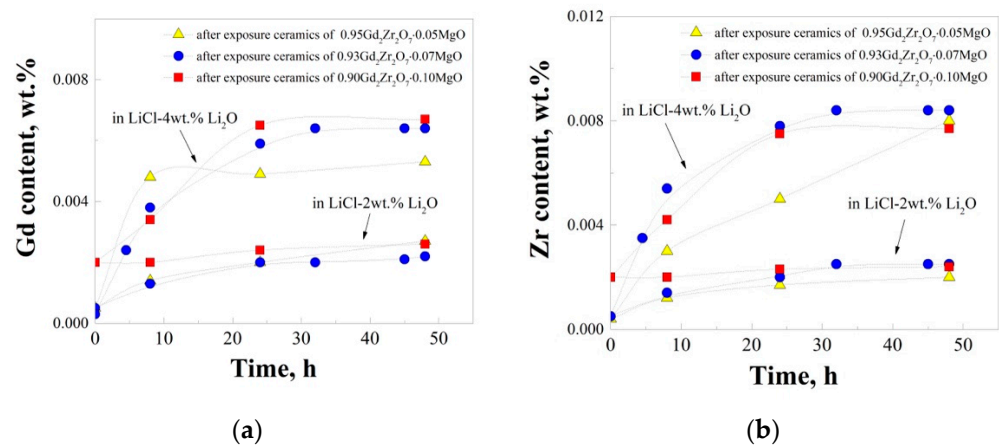 (a)
after exposure ceramics of 0.95Gd₂Zr₂O₇·0.05MgO
after exposure ceramics of 0.93Gd₂Zr₂O₇·0.07MgO
after exposure ceramics of 0.90Gd₂Zr₂O₇·0.10MgO
in LiCl-4wt.% Li₂O
in LiCl-2wt.% Li₂O
Gd content, wt.%
0.008
0.004
0.000
0 10 20 30 40 50
Time, h
(a)
(b)
after exposure ceramics of 0.95Gd₂Zr₂O₇·0.05MgO
after exposure ceramics of 0.93Gd₂Zr₂O₇·0.07MgO
after exposure ceramics of 0.90Gd₂Zr₂O₇·0.10MgO
in LiCl-4wt.% Li₂O
in LiCl-2wt.% Li₂O
Zr content, wt.%
0.012
0.008
0.004
0.000
0 10 20 30 40 50
Time, h
(b)